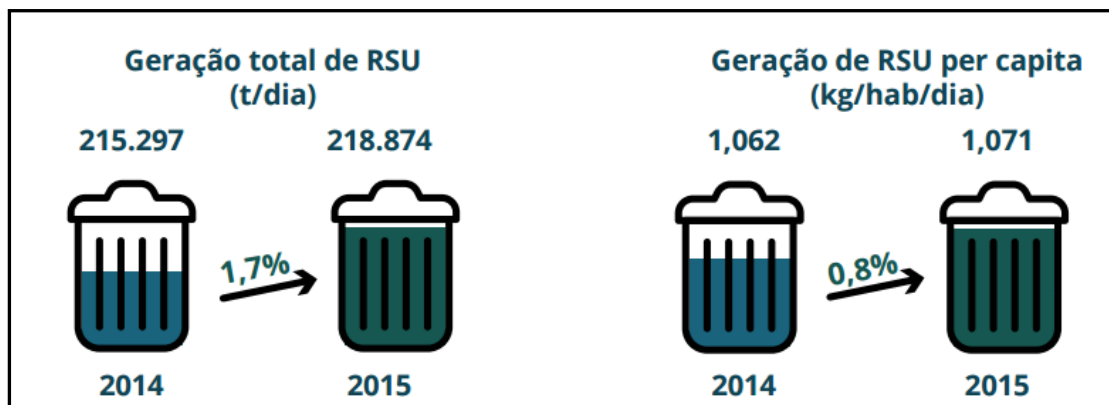 Geração total de RSU
(t/dia)
215.297
218.874
1,7%
2014
2015
Geração de RSU per capita
(kg/hab/dia)
1,062
1,071
0,8%
2014
2015